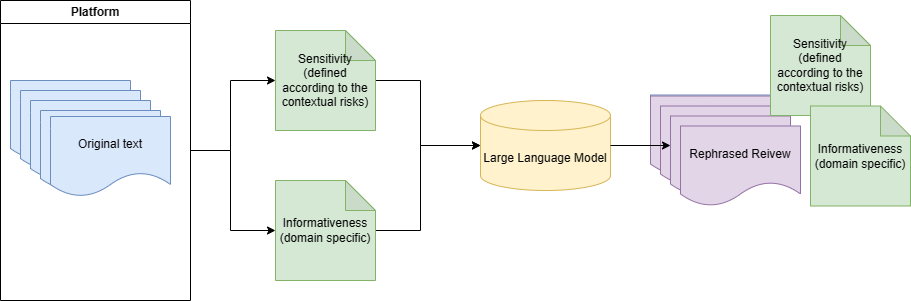 Platform
Original text
Sensitivity
(defined
according to the
contextual risks)
Informativeness
(domain specific)
Large Language Model
Rephrased Reivew
Sensitivity
(defined
according to the
contextual risks)
Informativeness
(domain specific)